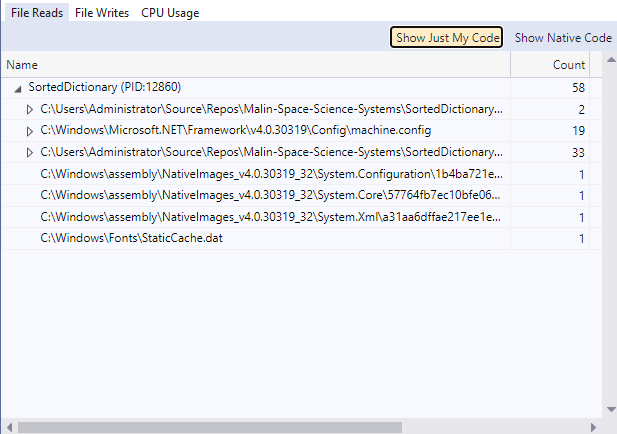 File Reads File Writes CPU Usage
Show Just My Code Show Native Code
Name Count
SortedDictionary (PID:12860) 58
C:\Users\Administrator\Source\Repos\Malin-Space-Science-Systems\SortedDictionary... 2
C:\Windows\Microsoft.NET\Framework\v4.0.30319\Config\machine.config 19
C:\Users\Administrator\Source\Repos\Malin-Space-Science-Systems\SortedDictionary... 33
C:\Windows\assembly\NativeImages_v4.0.30319_32\System.Configuration\1b4ba721e... 1
C:\Windows\assembly\NativeImages_v4.0.30319_32\System.Core\57764fb7ec10bfe06... 1
C:\Windows\assembly\NativeImages_v4.0.30319_32\System.Xml\a31aa6dffae217ee1e... 1
C:\Windows\Fonts\StaticCache.dat 1